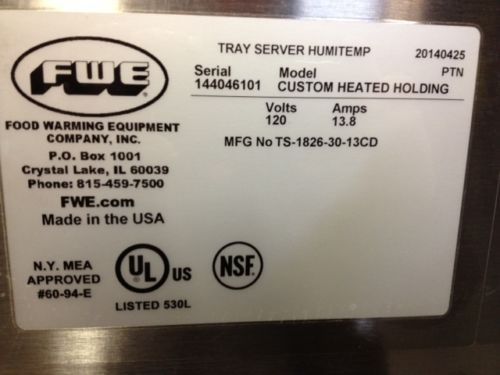 FWE
®
FOOD WARMING EQUIPMENT
COMPANY, INC.
P.O. Box 1001
Crystal Lake, IL 60039
Phone: 815-459-7500
FWE.com
Made in the USA
N.Y. MEA
APPROVED
#60-94-E
UL US
LISTED 530L
NSF
TRAY SERVER HUMITEMP 20140425
Serial Model PTN
144046101 CUSTOM HEATED HOLDING
Volts Amps
120 13.8
MFG No TS-1826-30-13CD